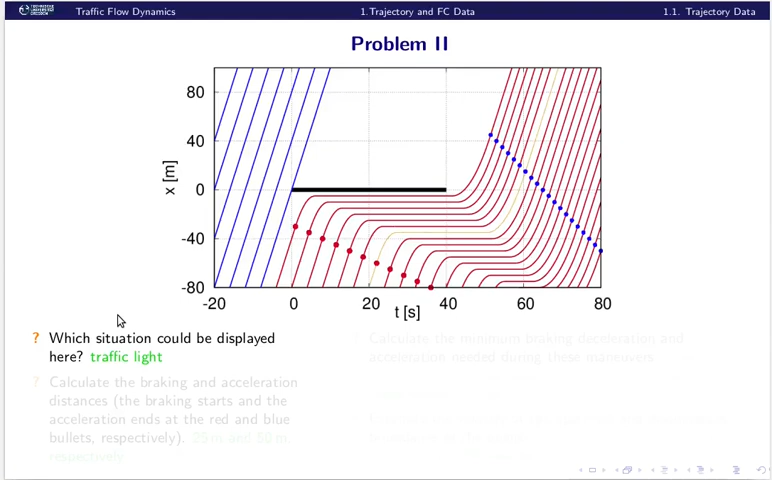 Traffic Flow Dynamics 1.Trajectory and FC Data 1.1. Trajectory Data
Problem II
80
40
0
-40
-80
x [m]
-20 0 20 40 60 80
t [s]
? Which situation could be displayed
here? traffic light
? Calculate the braking and acceleration
distances (the braking starts and the
acceleration ends at the red and blue
bullets, respectively). 25 m and 50 m,
respectively
? Calculate the minimum braking deceleration and
acceleration needed during these maneuvers